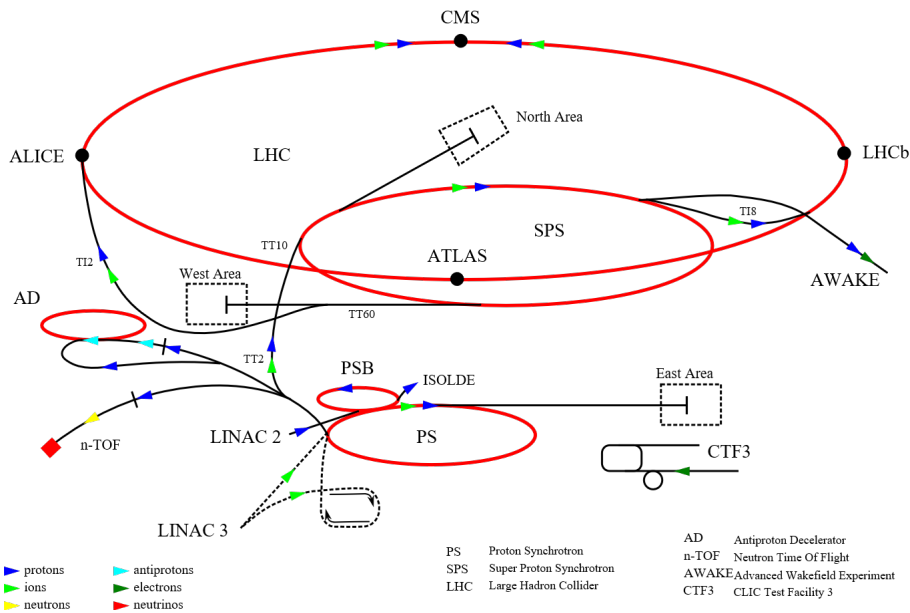 CMS
North Area
ALICE
LHC
LHCb
TI8
SPS
TT10
ATLAS
TI2
West Area
AWAKE
AD
TT60
TT2
PSB
ISOLDE
East Area
LINAC 2
PS
n-TOF
CTF3
LINAC 3
protons
ions
neutrons
antiprotons
electrons
neutrinos
PS Proton Synchrotron
SPS Super Proton Synchrotron
LHC Large Hadron Collider
AD Antiproton Decelerator
n-TOF Neutron Time Of Flight
AWAKE Advanced Wakefield Experiment
CTF3 CLIC Test Facility 3